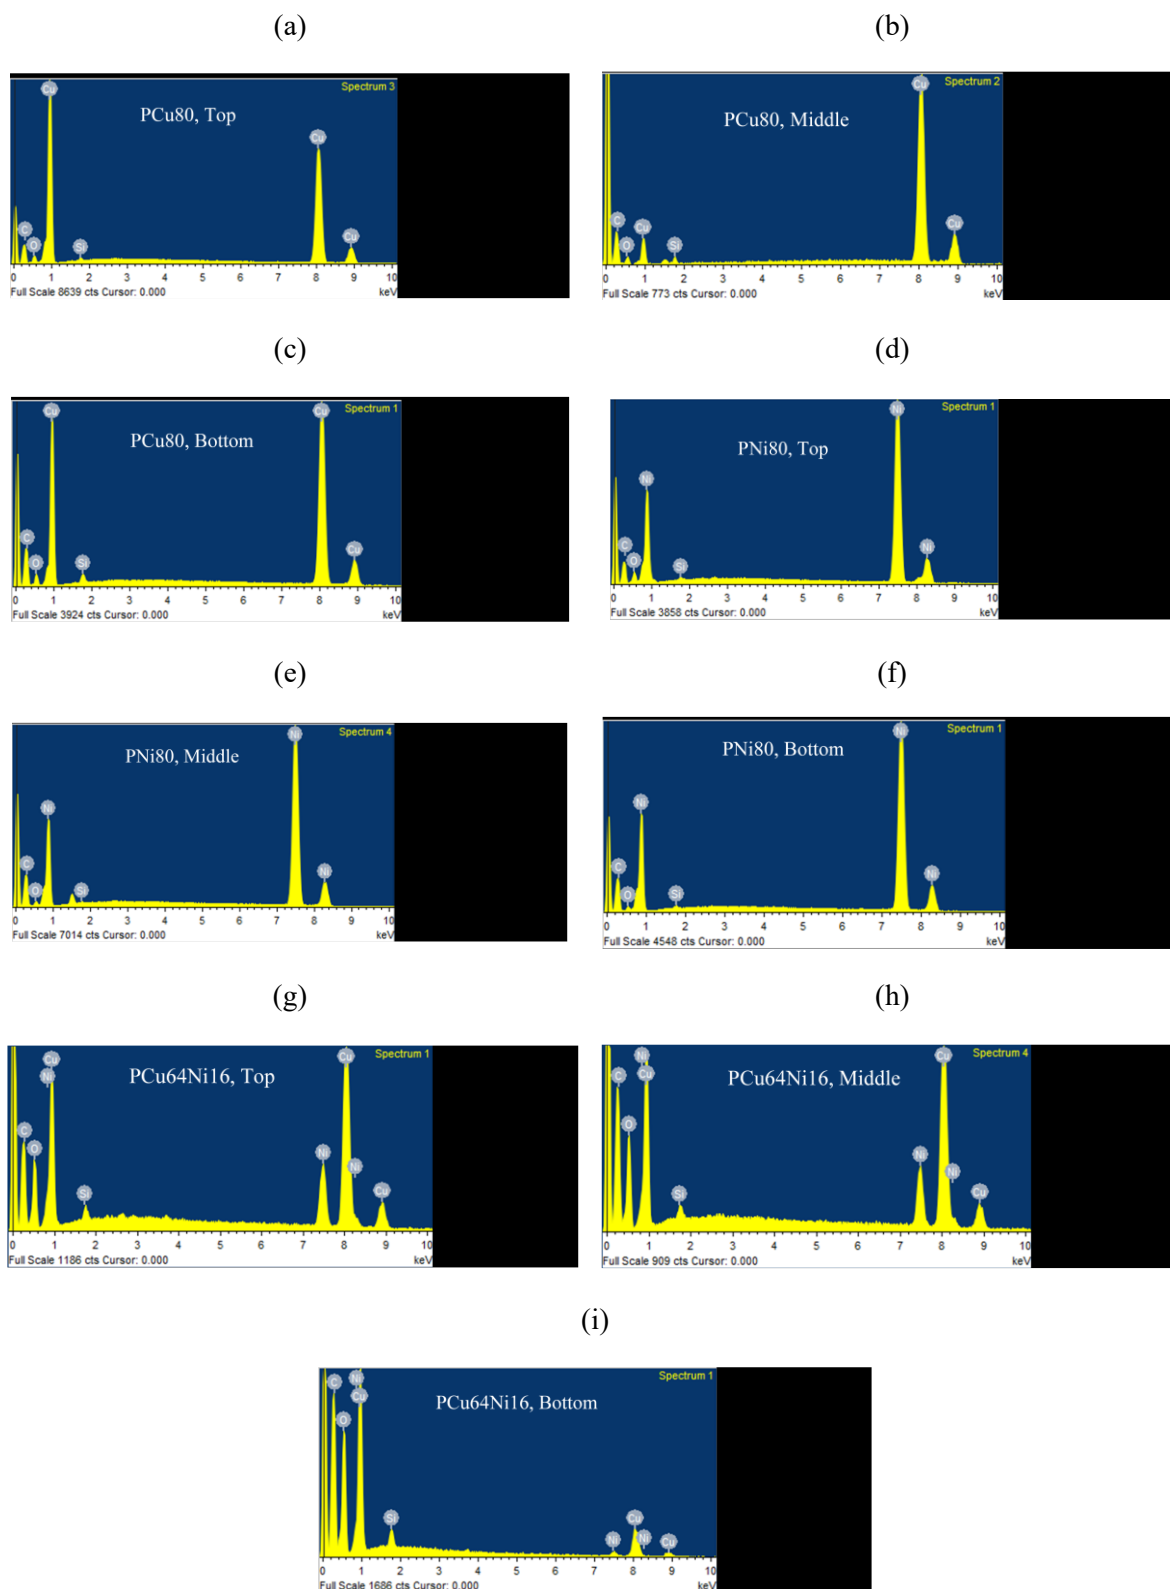 (a)
(b)
Spectrum 3
PCu80, Top
Cu
Cu
C
O
Si
Cu
0 1 2 3 4 5 6 7 8 9 10
Full Scale 8639 cts Cursor: 0.000 keV
Spectrum 2
PCu80, Middle
Cu
C
O
Cu
Si
Cu
0 1 2 3 4 5 6 7 8 9 10
Full Scale 773 cts Cursor: 0.000 keV
(c)
(d)
Spectrum 1
PCu80, Bottom
Cu
Cu
C
O
Si
Cu
0 1 2 3 4 5 6 7 8 9 10
Full Scale 3924 cts Cursor: 0.000 keV
Spectrum 1
PNi80, Top
Ni
Ni
C
O
Si
Ni
0 1 2 3 4 5 6 7 8 9 10
Full Scale 3858 cts Cursor: 0.000 keV
(e)
(f)
Spectrum 4
PNi80, Middle
Ni
Ni
C
O
Si
Ni
0 1 2 3 4 5 6 7 8 9 10
Full Scale 7014 cts Cursor: 0.000 keV
Spectrum 1
PNi80, Bottom
Ni
Ni
C
O
Si
Ni
0 1 2 3 4 5 6 7 8 9 10
Full Scale 4548 cts Cursor: 0.000 keV
(g)
(h)
Spectrum 1
PCu64Ni16, Top
Cu
Ni
Cu
C
O
Si
Ni
Ni
Cu
0 1 2 3 4 5 6 7 8 9 10
Full Scale 1186 cts Cursor: 0.000 keV
Spectrum 4
PCu64Ni16, Middle
Ni
Cu
Cu
C
O
Si
Ni
Ni
Cu
0 1 2 3 4 5 6 7 8 9 10
Full Scale 909 cts Cursor: 0.000 keV
(i)
Spectrum 1
PCu64Ni16, Bottom
C
Ni
Cu
O
Si
Ni
Cu
Ni
Cu
0 1 2 3 4 5 6 7 8 9 10
Full Scale 1686 cts Cursor: 0.000 keV